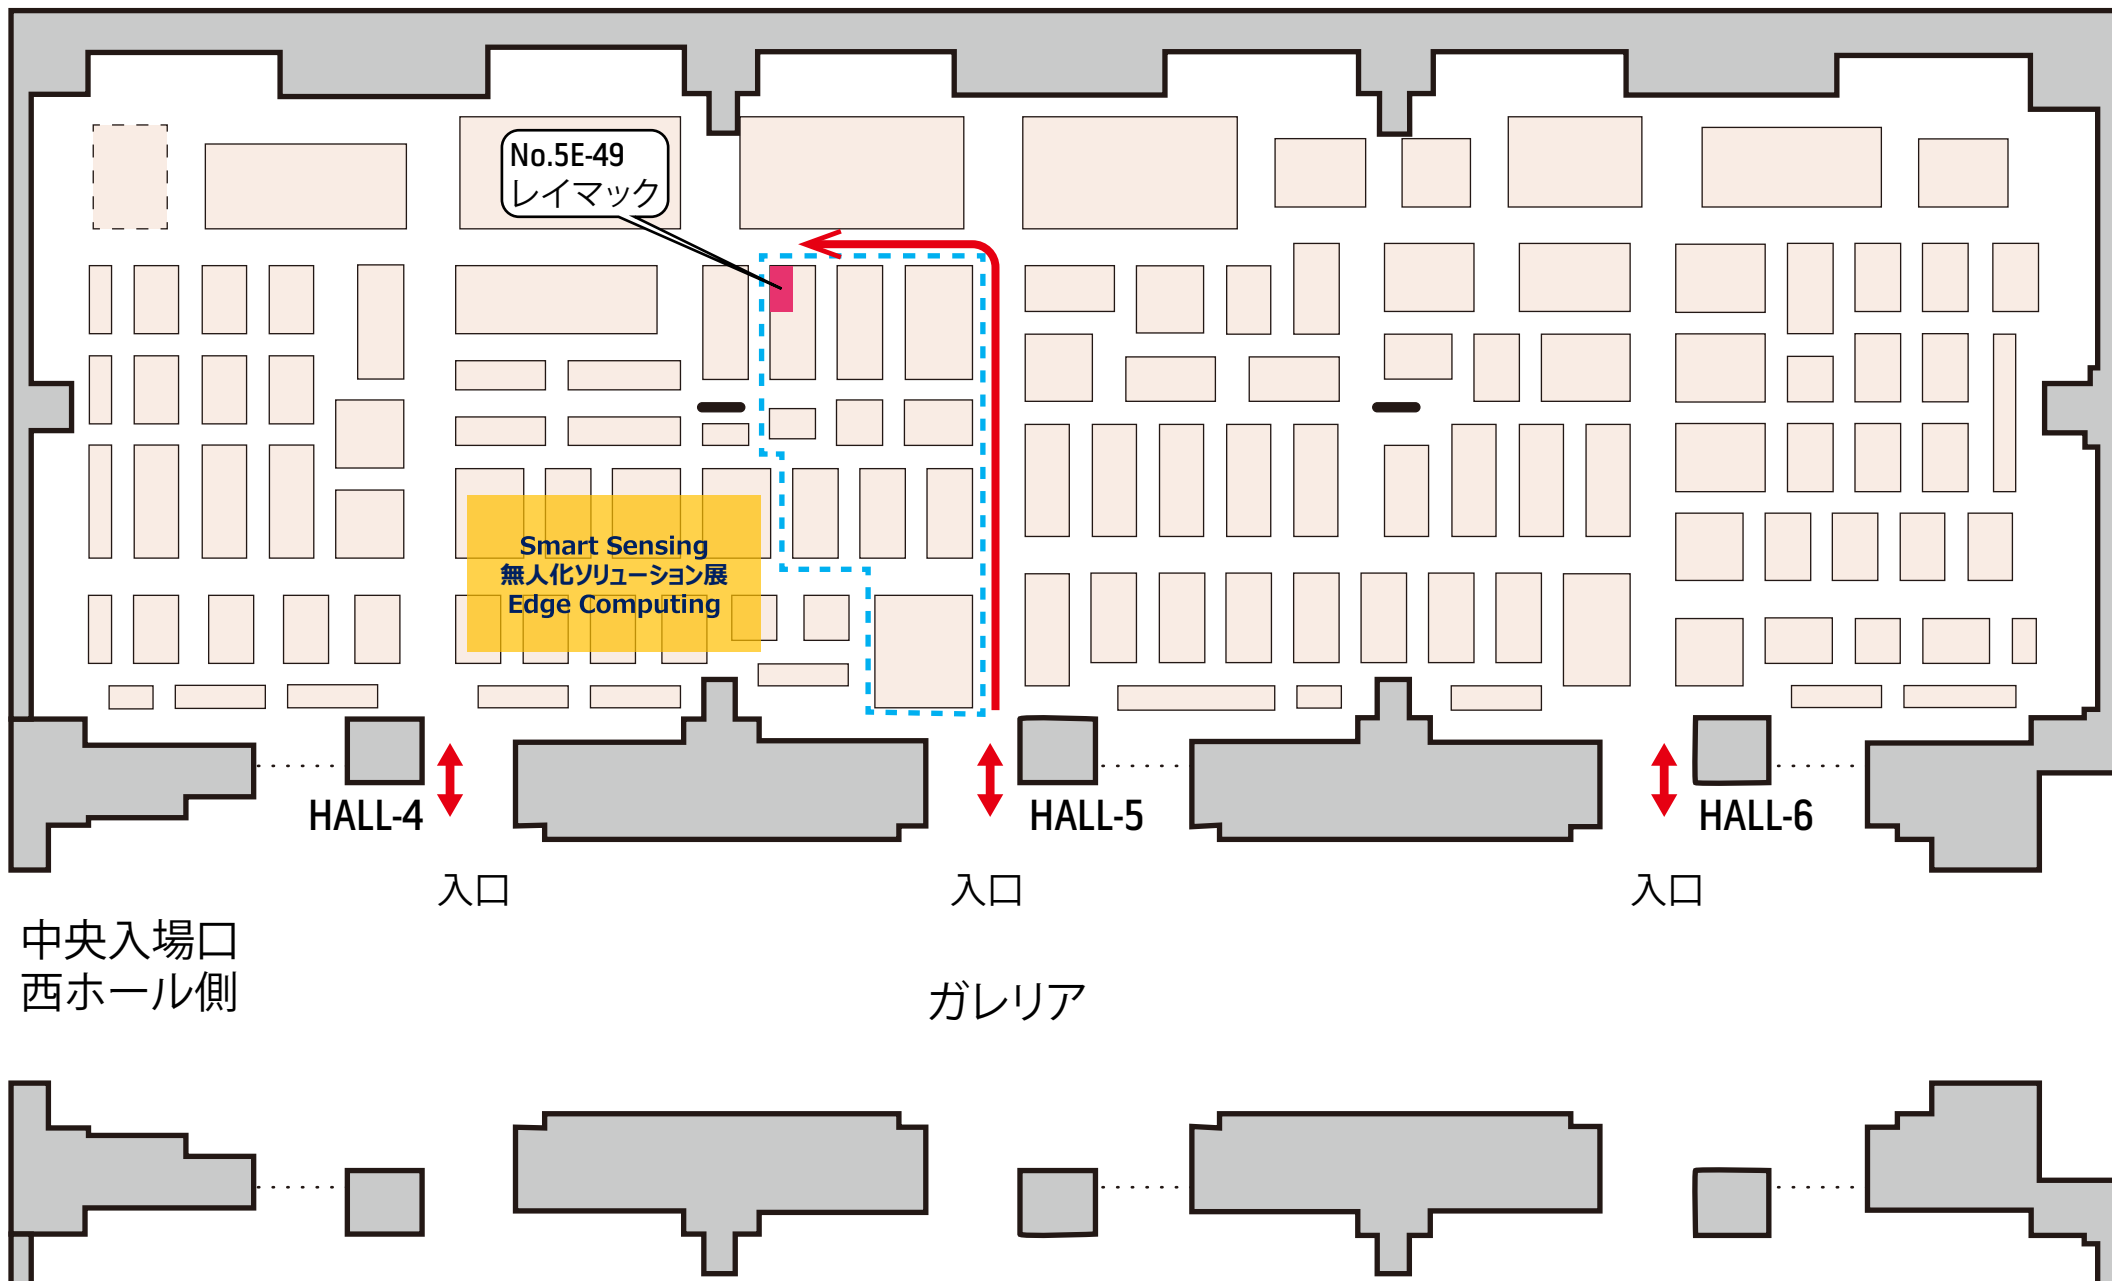 No.5E-49
レイマック
Smart Sensing
無人化ソリューション展
Edge Computing
HALL-4
HALL-5
HALL-6
入口
入口
入口
中央入場口
西ホール側
ガレリア